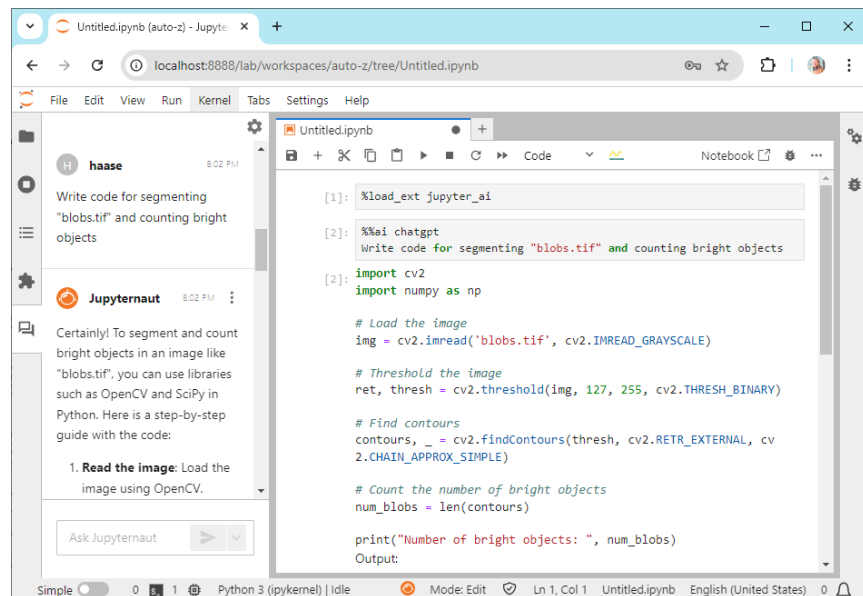 Untitled.ipynb (auto-z) - Jupyte
localhost:8888/lab/workspaces/auto-z/tree/Untitled.ipynb
File Edit View Run Kernel Tabs Settings Help
H haase 8:02 PM
Write code for segmenting
"blobs.tif" and counting bright
objects
Jupyternaut 8:02 PM
Certainly! To segment and count
bright objects in an image like
"blobs.tif", you can use libraries
such as OpenCV and SciPy in
Python. Here is a step-by-step
guide with the code:
1. Read the image: Load the
image using OpenCV.
Ask Jupyternaut
Untitled.ipynb
Code Notebook
[1]: %load_ext jupyter_ai
[2]: %%ai chatgpt
Write code for segmenting "blobs.tif" and counting bright objects
[2]: import cv2
import numpy as np
# Load the image
img = cv2.imread('blobs.tif', cv2.IMREAD_GRAYSCALE)
# Threshold the image
ret, thresh = cv2.threshold(img, 127, 255, cv2.THRESH_BINARY)
# Find contours
contours, _ = cv2.findContours(thresh, cv2.RETR_EXTERNAL, cv
2.CHAIN_APPROX_SIMPLE)
# Count the number of bright objects
num_blobs = len(contours)
print("Number of bright objects: ", num_blobs)
Output:
Simple 0 1 Python 3 (ipykernel) | Idle Mode: Edit Ln 1, Col 1 Untitled.ipynb English (United States) 0